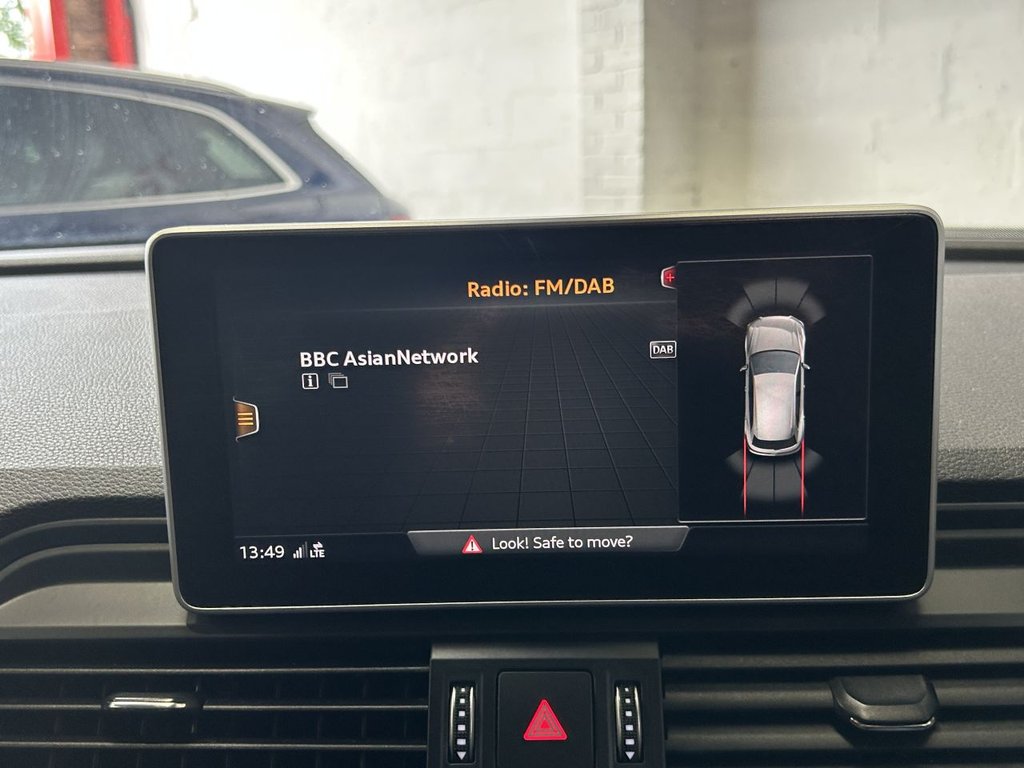 Radio: FM/DAB
BBC AsianNetwork
DAB
13:49 LTE
Look! Safe to move?